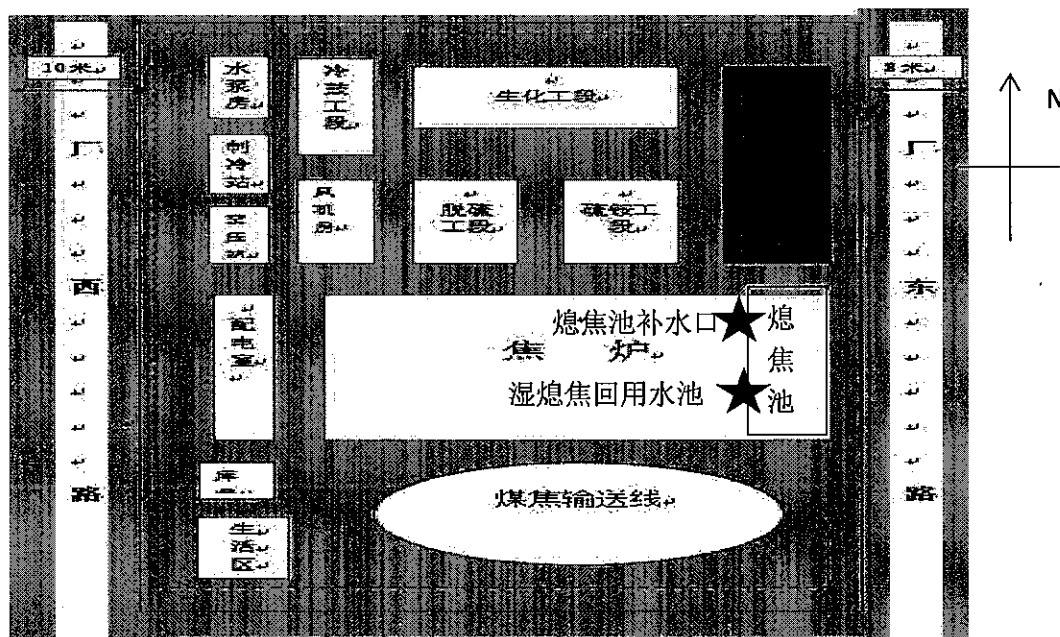 10米
8米
N
水泵房
冷鼓工段
生化工段
制冷站
空压站
风机房
脱硫
工段
硫铵工
段
厂西路
厂东路
配电室
焦 炉
熄焦池补水口
湿熄焦回用水池
熄焦池
煤焦输送线
生活区